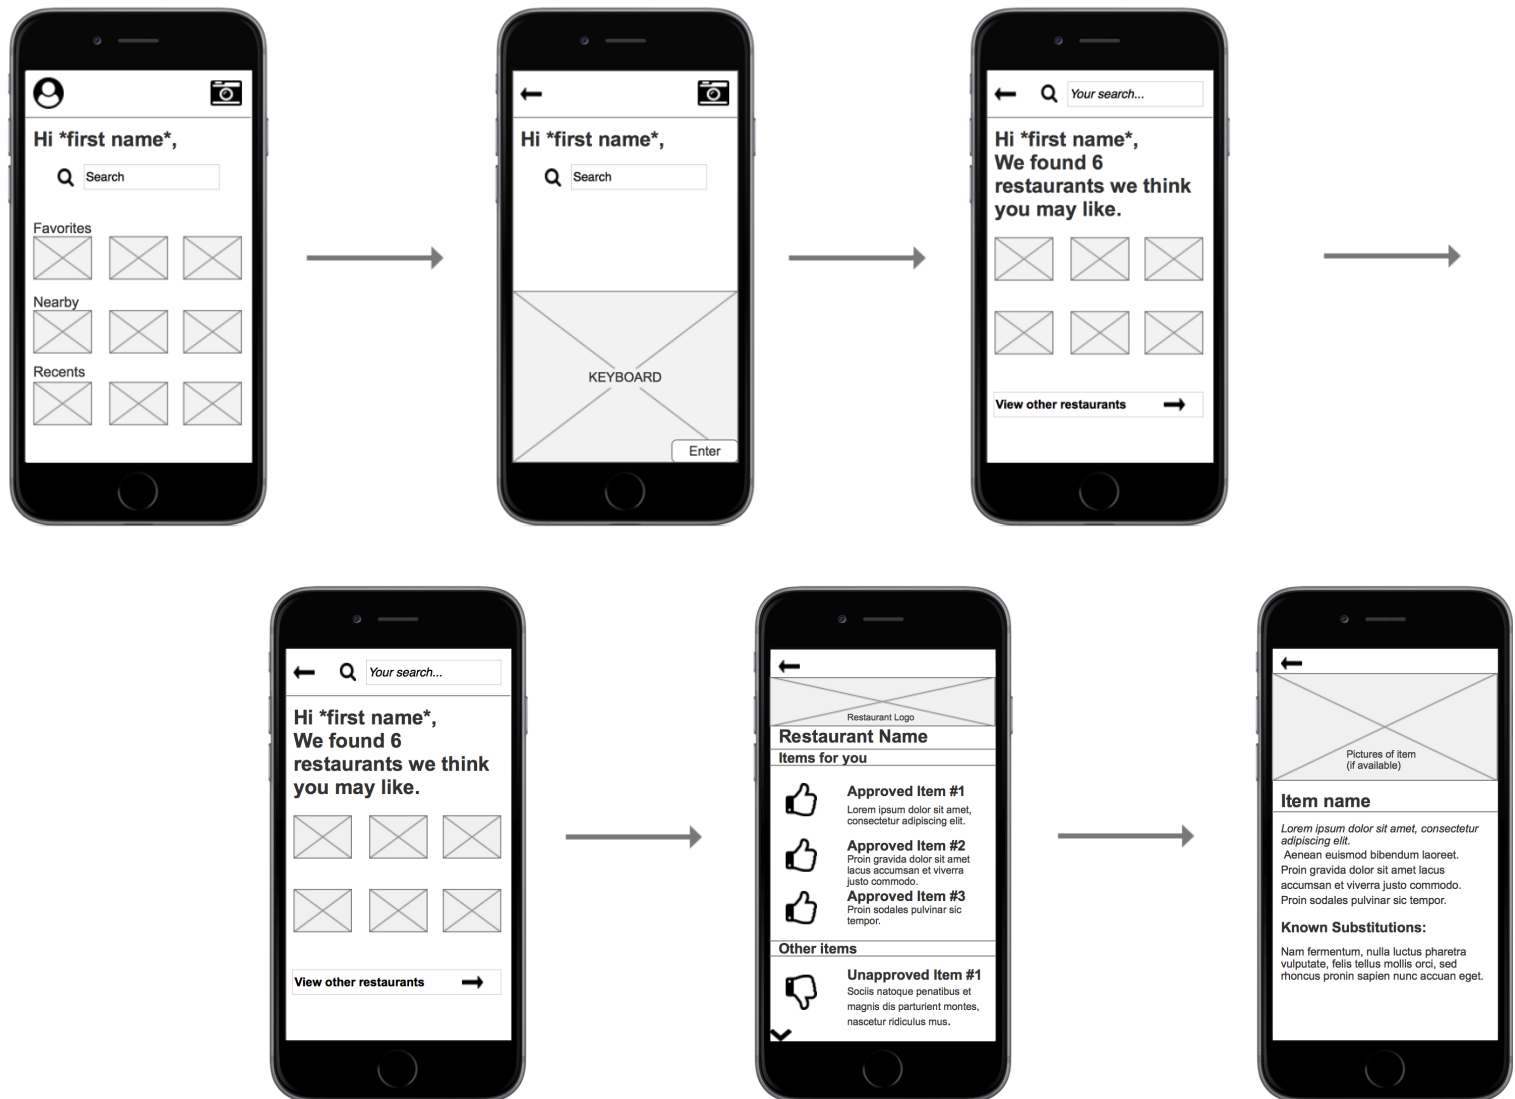 Hi *first name*,
Search
Favorites
Nearby
Recents
Hi *first name*,
Search
KEYBOARD
Enter
Your search...
Hi *first name*,
We found 6
restaurants we think
you may like.
View other restaurants
Your search...
Hi *first name*,
We found 6
restaurants we think
you may like.
View other restaurants
Restaurant Logo
Restaurant Name
Items for you
Approved Item #1
Lorem ipsum dolor sit amet,
consectetur adipiscing elit.
Approved Item #2
Proin gravida dolor sit amet
lacus accumsan et viverra
justo commodo.
Approved Item #3
Proin sodales pulvinar sic
tempor.
Other items
Unapproved Item #1
Sociis natoque penatibus et
magnis dis parturient montes,
nascetur ridiculus mus.
Pictures of item
(if available)
Item name
Lorem ipsum dolor sit amet, consectetur
adipiscing elit.
Aenean euismod bibendum laoreet.
Proin gravida dolor sit amet lacus
accumsan et viverra justo commodo.
Proin sodales pulvinar sic tempor.
Known Substitutions:
Nam fermentum, nulla luctus pharetra
vulputate, felis tellus mollis orci, sed
rhoncus pronin sapien nunc accuan eget.